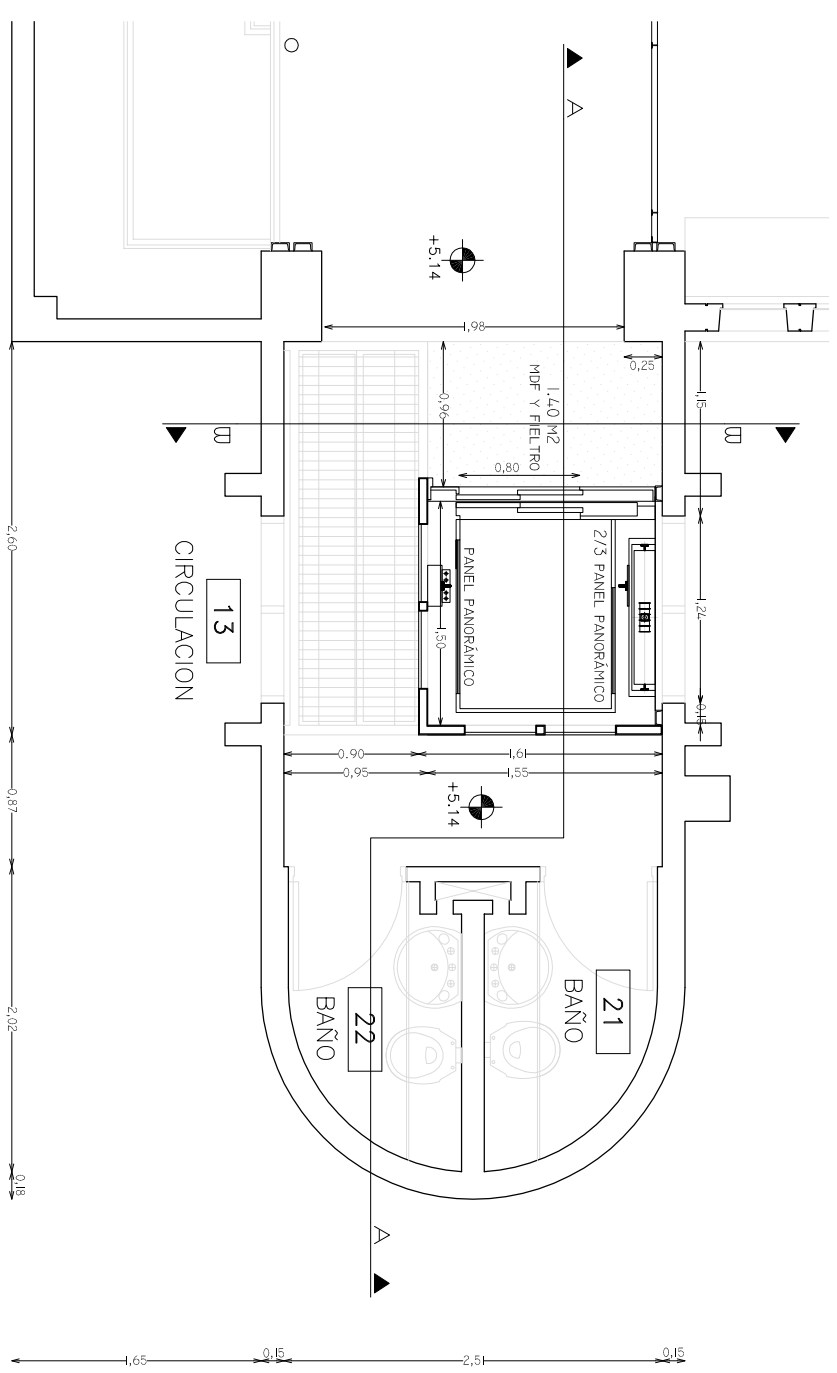 A
+5.14
1,98
0,25
1.40 M2
MDF Y FIELTRO
0,96
1,15
B
B
0,80
2/3 PANEL PANORÁMICO
PANEL PANORÁMICO
1,50
1,24
0,15
2,60
13
CIRCULACION
0.90
1,61
0,95
1,55
+5.14
0,87
21
BAÑO
22
BAÑO
2,02
0,18
A
1,65
0,15
2,51
0,15